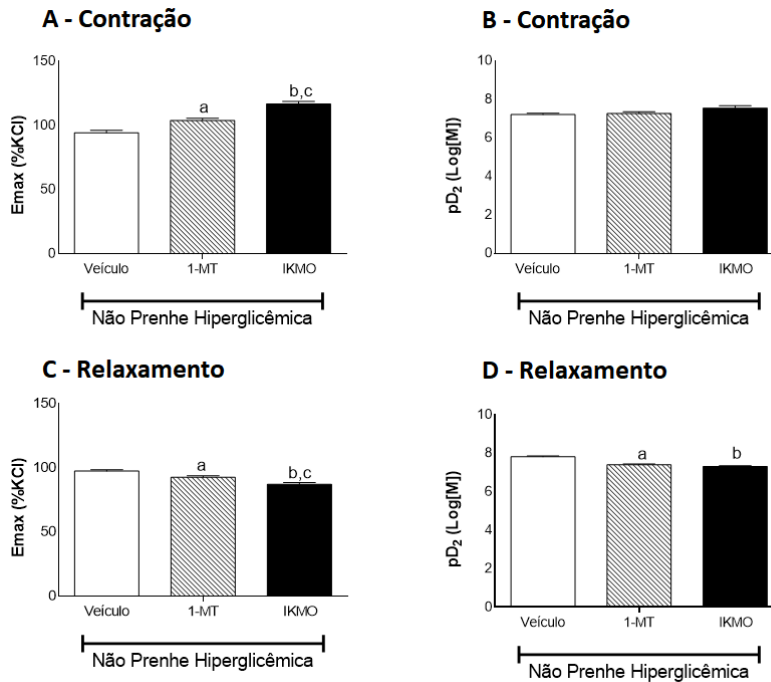 A - Contração
150
100
50
0
Emax (%KCl)
a
b,c
Veículo 1-MT IKMO
Não Prenhe Hiperglicêmica
B - Contração
10
8
6
4
2
0
pD2 (Log[M])
Veículo 1-MT IKMO
Não Prenhe Hiperglicêmica
C - Relaxamento
150
100
50
0
Emax (%KCl)
a
b,c
Veículo 1-MT IKMO
Não Prenhe Hiperglicêmica
D - Relaxamento
10
8
6
4
2
0
pD2 (Log[M])
a
b
Veículo 1-MT IKMO
Não Prenhe Hiperglicêmica